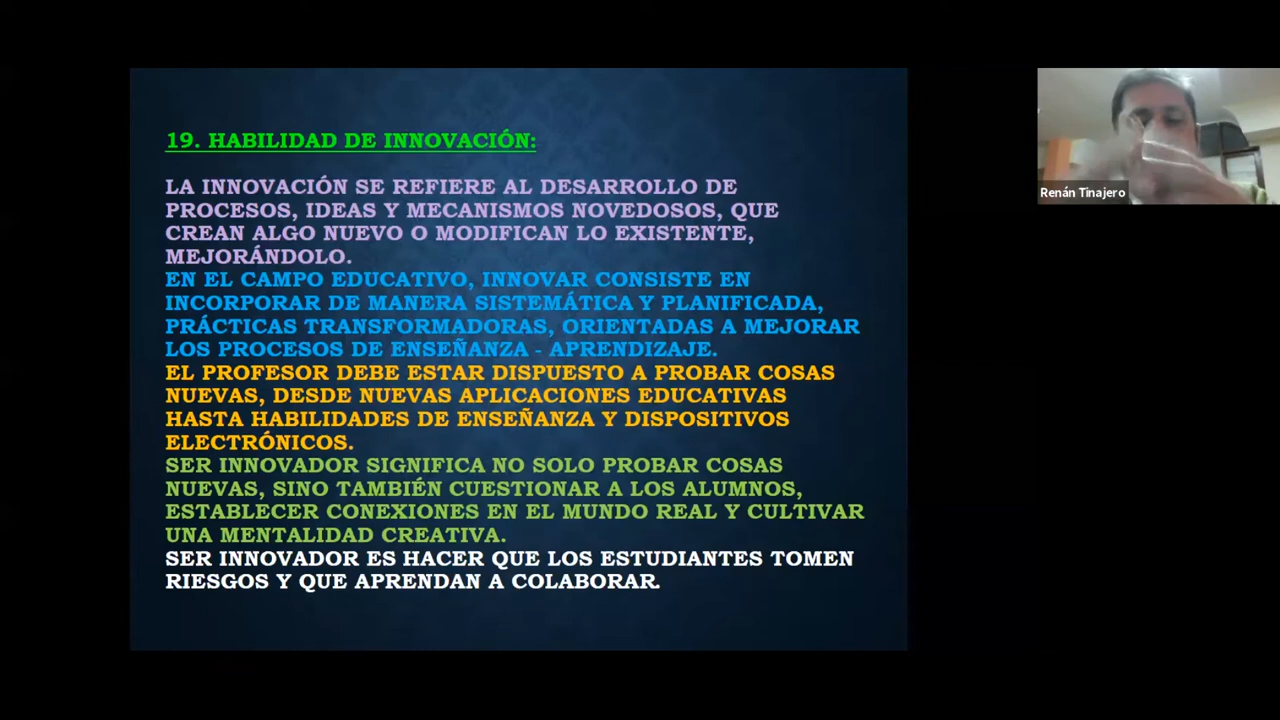 19. HABILIDAD DE INNOVACIÓN:
LA INNOVACIÓN SE REFIERE AL DESARROLLO DE
PROCESOS, IDEAS Y MECANISMOS NOVEDOSOS, QUE
CREAN ALGO NUEVO O MODIFICAN LO EXISTENTE,
MEJORÁNDOLO.
EN EL CAMPO EDUCATIVO, INNOVAR CONSISTE EN
INCORPORAR DE MANERA SISTEMÁTICA Y PLANIFICADA,
PRÁCTICAS TRANSFORMADORAS, ORIENTADAS A MEJORAR
LOS PROCESOS DE ENSEÑANZA - APRENDIZAJE.
EL PROFESOR DEBE ESTAR DISPUESTO A PROBAR COSAS
NUEVAS, DESDE NUEVAS APLICACIONES EDUCATIVAS
HASTA HABILIDADES DE ENSEÑANZA Y DISPOSITIVOS
ELECTRÓNICOS.
SER INNOVADOR SIGNIFICA NO SOLO PROBAR COSAS
NUEVAS, SINO TAMBIÉN CUESTIONAR A LOS ALUMNOS,
ESTABLECER CONEXIONES EN EL MUNDO REAL Y CULTIVAR
UNA MENTALIDAD CREATIVA.
SER INNOVADOR ES HACER QUE LOS ESTUDIANTES TOMEN
RIESGOS Y QUE APRENDAN A COLABORAR.
Renán Tinajero